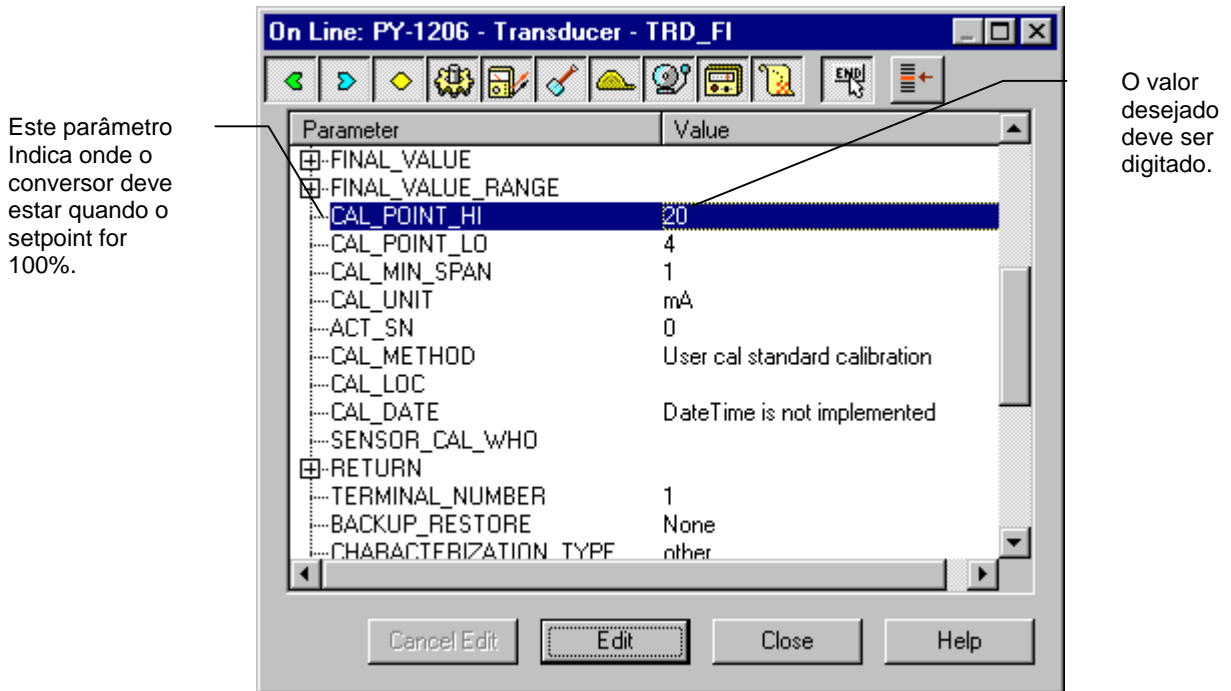 On Line: PY-1206 - Transducer - TRD_FI
END
Este parâmetro
Indica onde o
conversor deve
estar quando o
setpoint for
100%.
O valor
desejado
deve ser
digitado.
Parameter Value
FINAL_VALUE
FINAL_VALUE_RANGE
CAL_POINT_HI 20
CAL_POINT_LO 4
CAL_MIN_SPAN 1
CAL_UNIT mA
ACT_SN 0
CAL_METHOD User cal standard calibration
CAL_LOC
CAL_DATE DateTime is not implemented
SENSOR_CAL_WHO
RETURN
TERMINAL_NUMBER 1
BACKUP_RESTORE None
CHARACTERIZATION_TYPE other
Cancel Edit Edit Close Help